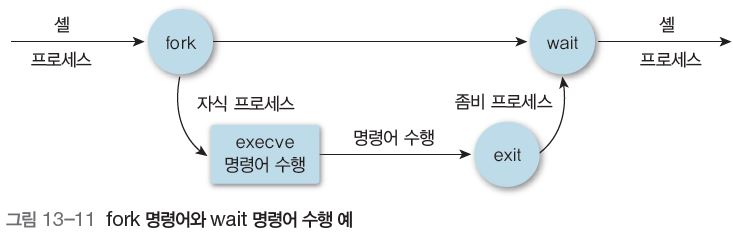 셸
프로세스
fork
wait
셸
프로세스
자식 프로세스
좀비 프로세스
execve
명령어 수행
명령어 수행
exit
그림 13-11 fork 명령어와 wait 명령어 수행 예